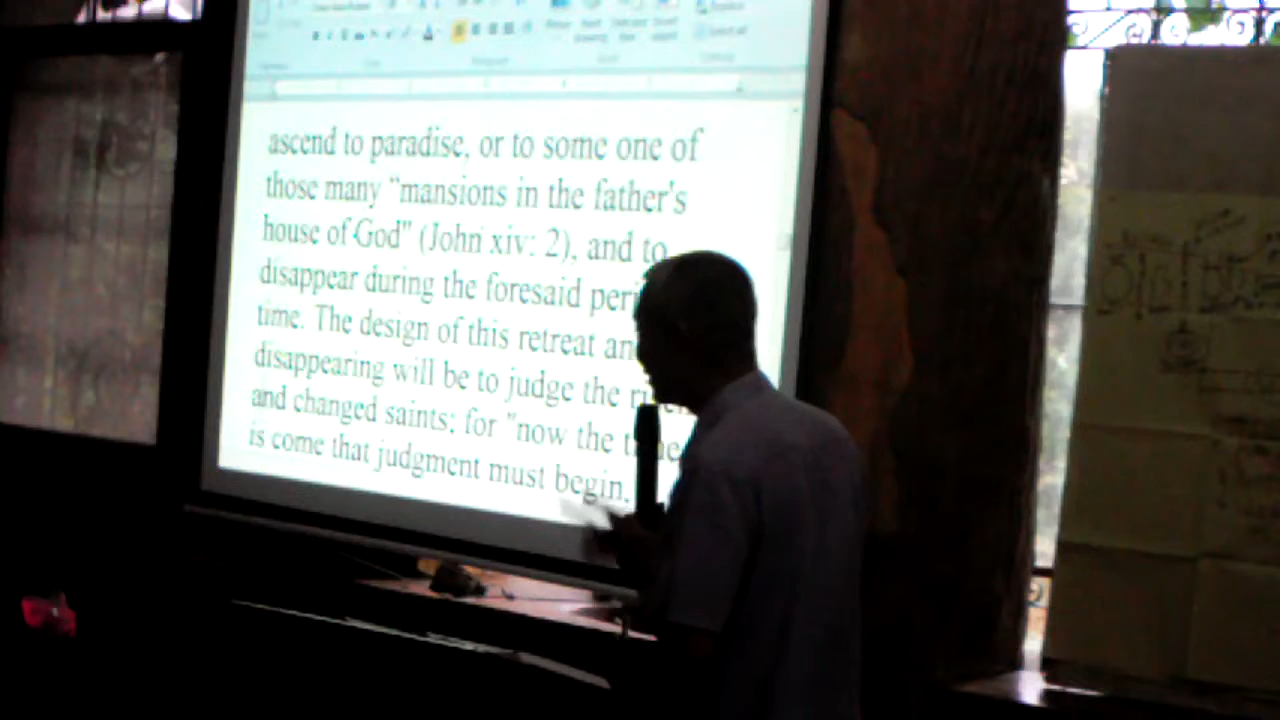 ascend to paradise, or to some one of
those many "mansions in the father's
house of God" (John xiv: 2), and to
disappear during the foresaid peri
time. The design of this retreat an
disappearing will be to judge the risen
and changed saints; for "now the time
is come that judgment must begin,